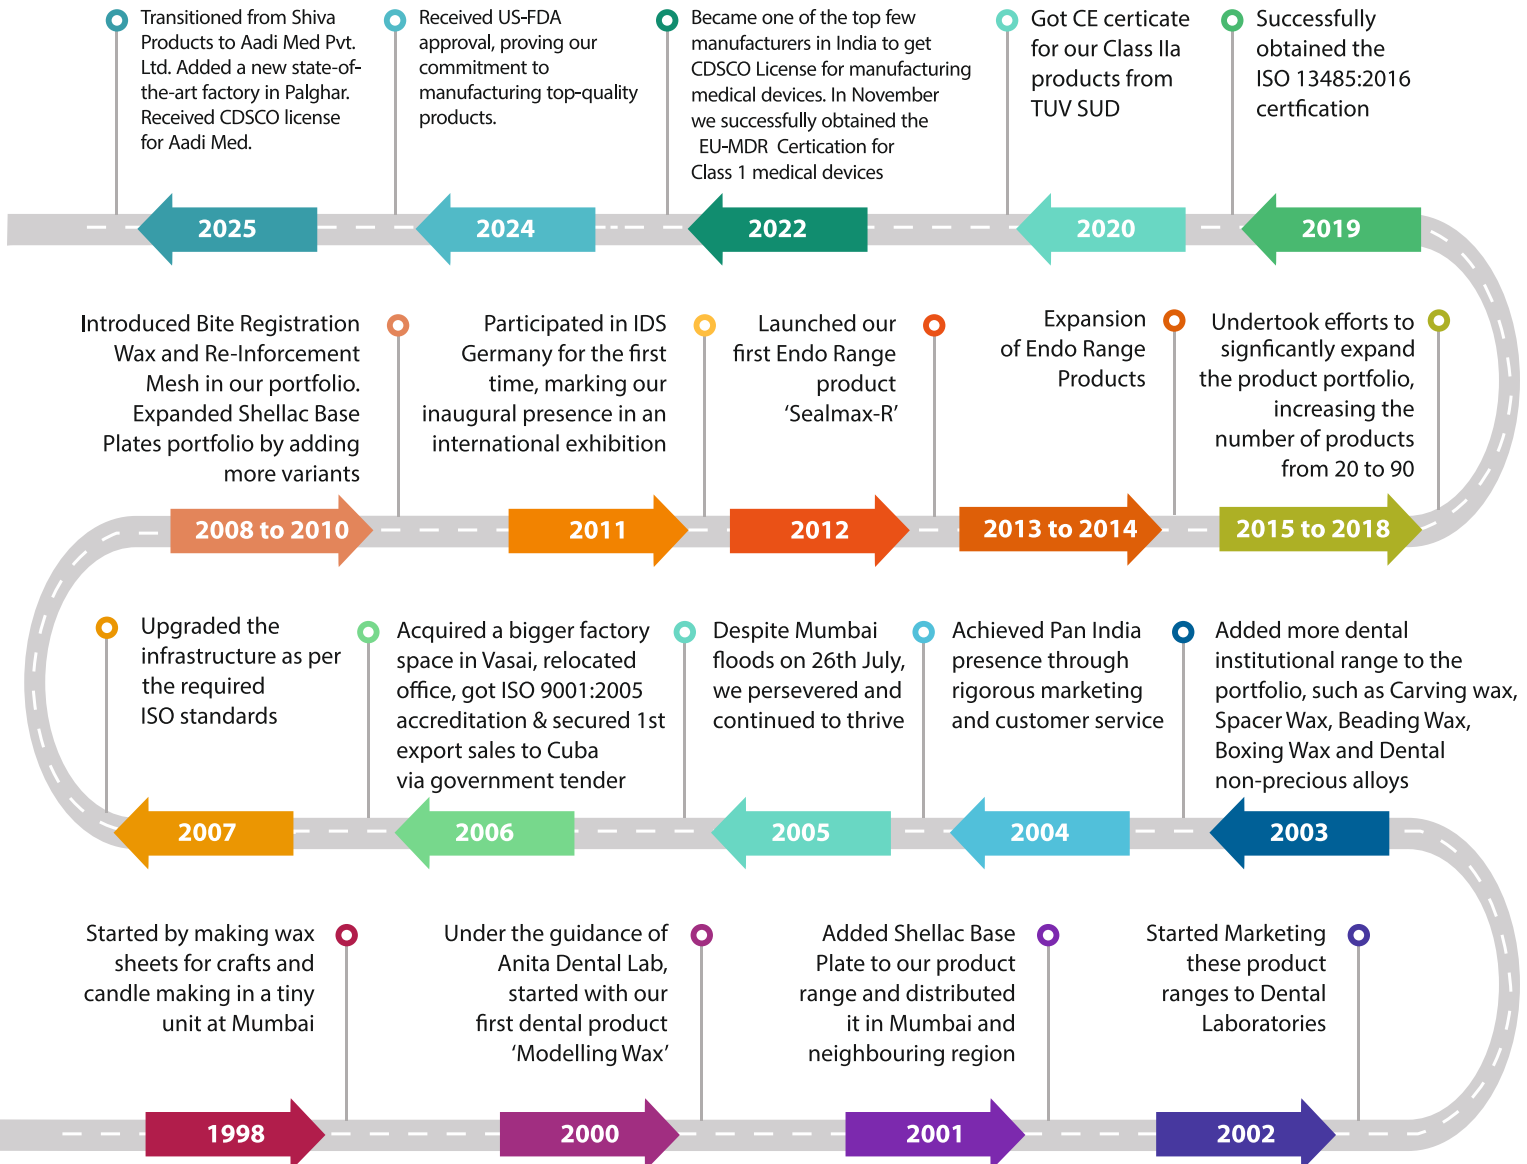 Transitioned from Shiva
Products to Aadi Med Pvt.
Ltd. Added a new state-of-
the-art factory in Palghar.
Received CDSCO license
for Aadi Med.
2025
Received US-FDA
approval, proving our
commitment to
manufacturing top-quality
products.
2024
Became one of the top few
manufacturers in India to get
CDSCO License for manufacturing
medical devices. In November
we successfully obtained the
EU-MDR Certication for
Class 1 medical devices
2022
Got CE certicate
for our Class IIa
products from
TUV SUD
2020
Successfully
obtained the
ISO 13485:2016
certfication
2019
Introduced Bite Registration
Wax and Re-Inforcement
Mesh in our portfolio.
Expanded Shellac Base
Plates portfolio by adding
more variants
2008 to 2010
Participated in IDS
Germany for the first
time, marking our
inaugural presence in an
international exhibition
2011
Launched our
first Endo Range
product
‘Sealmax-R’
2012
Expansion
of Endo Range
Products
2013 to 2014
Undertook efforts to
signficantly expand
the product portfolio,
increasing the
number of products
from 20 to 90
2015 to 2018
Upgraded the
infrastructure as per
the required
ISO standards
2007
Acquired a bigger factory
space in Vasai, relocated
office, got ISO 9001:2005
accreditation & secured 1st
export sales to Cuba
via government tender
2006
Despite Mumbai
floods on 26th July,
we persevered and
continued to thrive
2005
Achieved Pan India
presence through
rigorous marketing
and customer service
2004
Added more dental
institutional range to the
portfolio, such as Carving wax,
Spacer Wax, Beading Wax,
Boxing Wax and Dental
non-precious alloys
2003
Started by making wax
sheets for crafts and
candle making in a tiny
unit at Mumbai
1998
Under the guidance of
Anita Dental Lab,
started with our
first dental product
‘Modelling Wax’
2000
Added Shellac Base
Plate to our product
range and distributed
it in Mumbai and
neighbouring region
2001
Started Marketing
these product
ranges to Dental
Laboratories
2002